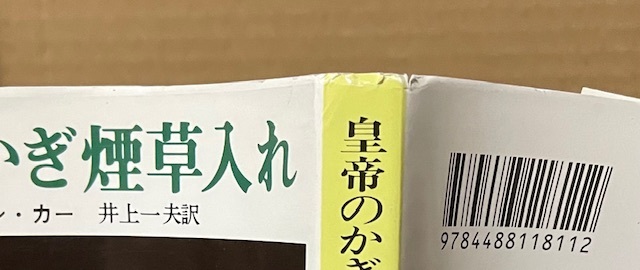 かぎ煙草入れ
ン・カー 井上一夫訳
皇帝のかぎ
9784488118112